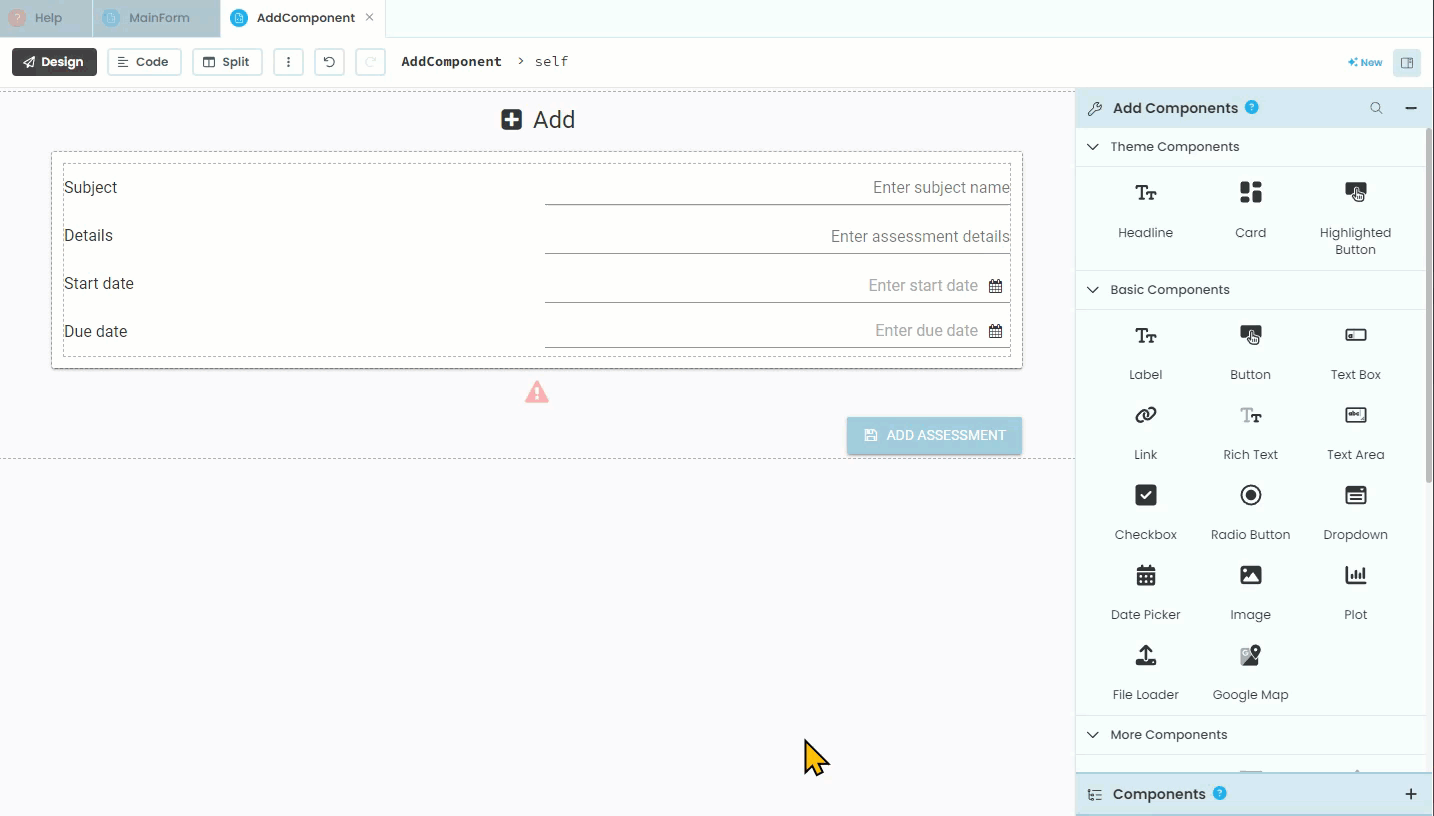 Help MainForm AddComponent
Design Code Split AddComponent > self New
Add Components ?
Add
Theme Components
Subject Enter subject name
Details Enter assessment details
Start date Enter start date
Due date Enter due date
ADD ASSESSMENT
Headline Card Highlighted
Button
Basic Components
Label Button Text Box
Link Rich Text Text Area
Checkbox Radio Button Dropdown
Date Picker Image Plot
File Loader Google Map
More Components
Components ?